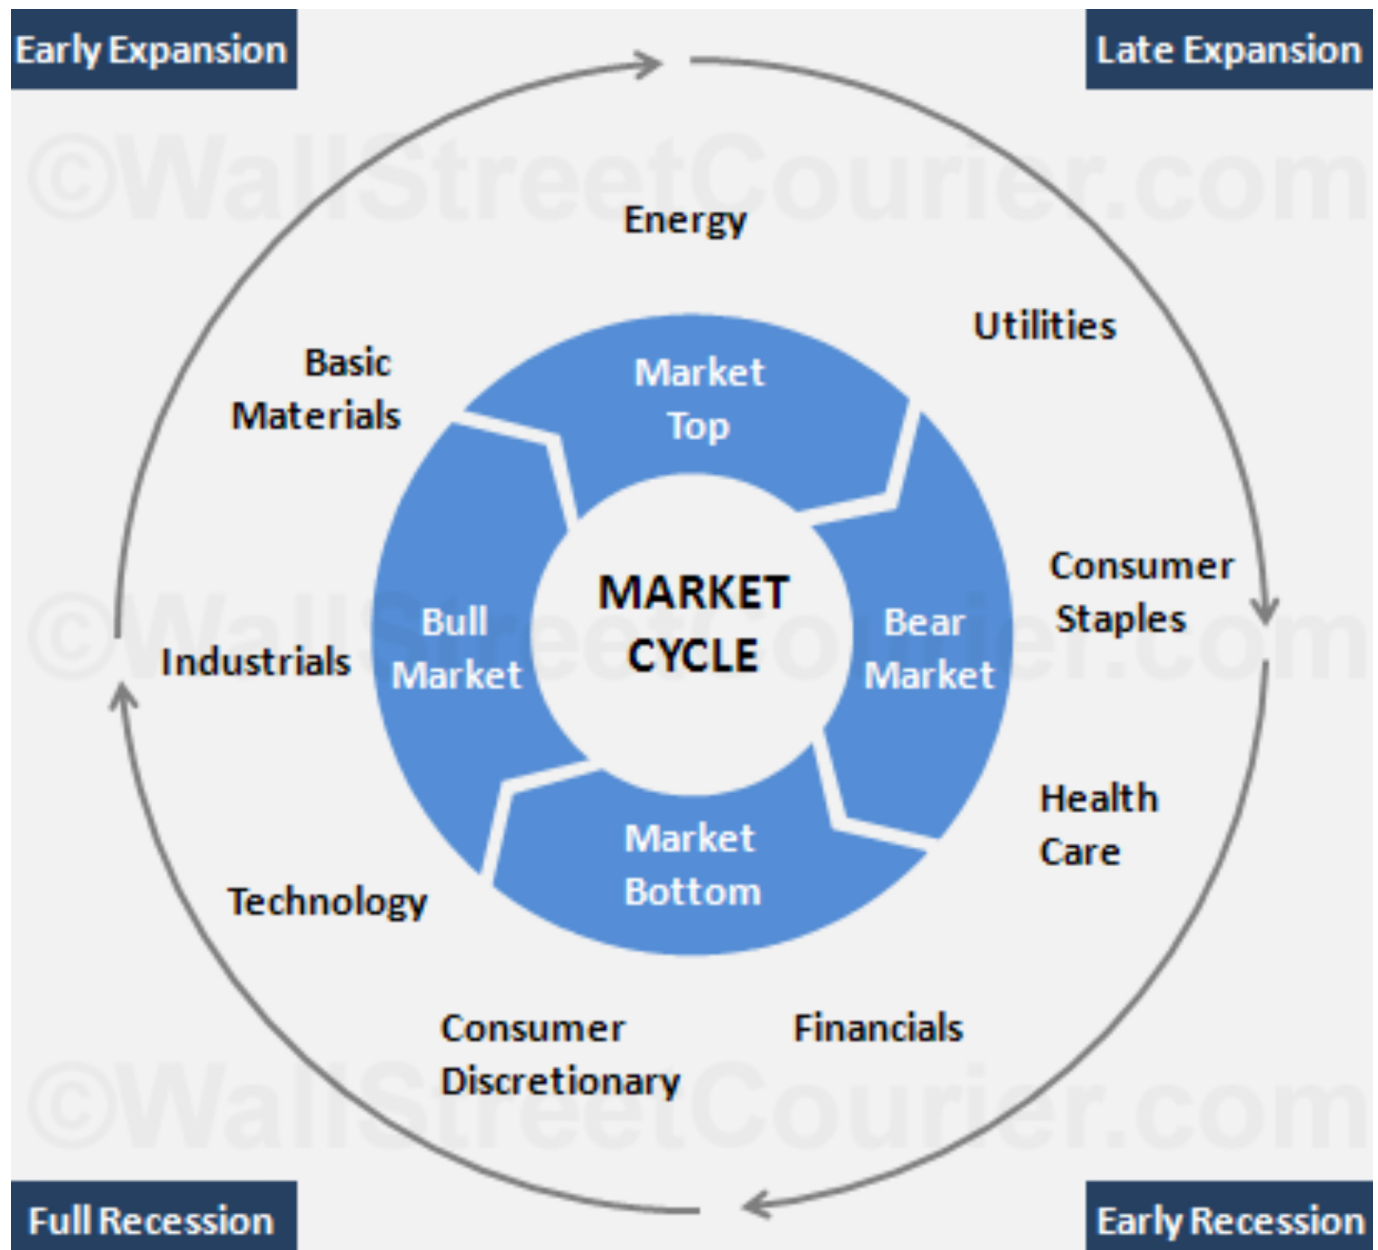 Early Expansion
Late Expansion
©WallStreetCourier.com
Energy
Utilities
Basic
Materials
Market
Top
Consumer
Staples
MARKET
CYCLE
Bull
Market
Bear
Market
©WallStreetCourier.com
Industrials
Health
Care
Market
Bottom
Technology
Consumer
Discretionary
Financials
©WallStreetCourier.com
Full Recession
Early Recession